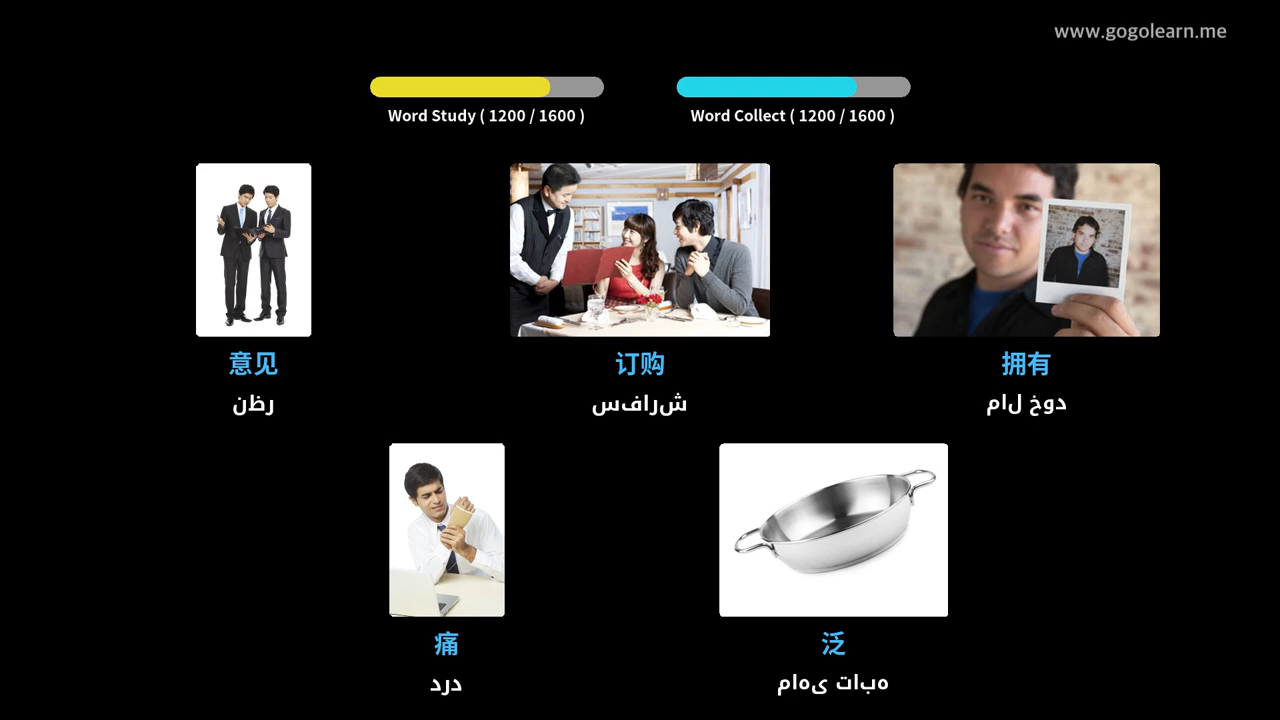 www.gogolearn.me
Word Study ( 1200 / 1600 )
Word Collect ( 1200 / 1600 )
意见
رظن
订购
شرافس
拥有
دوخ لام
痛
درد
泛
هبات یهام